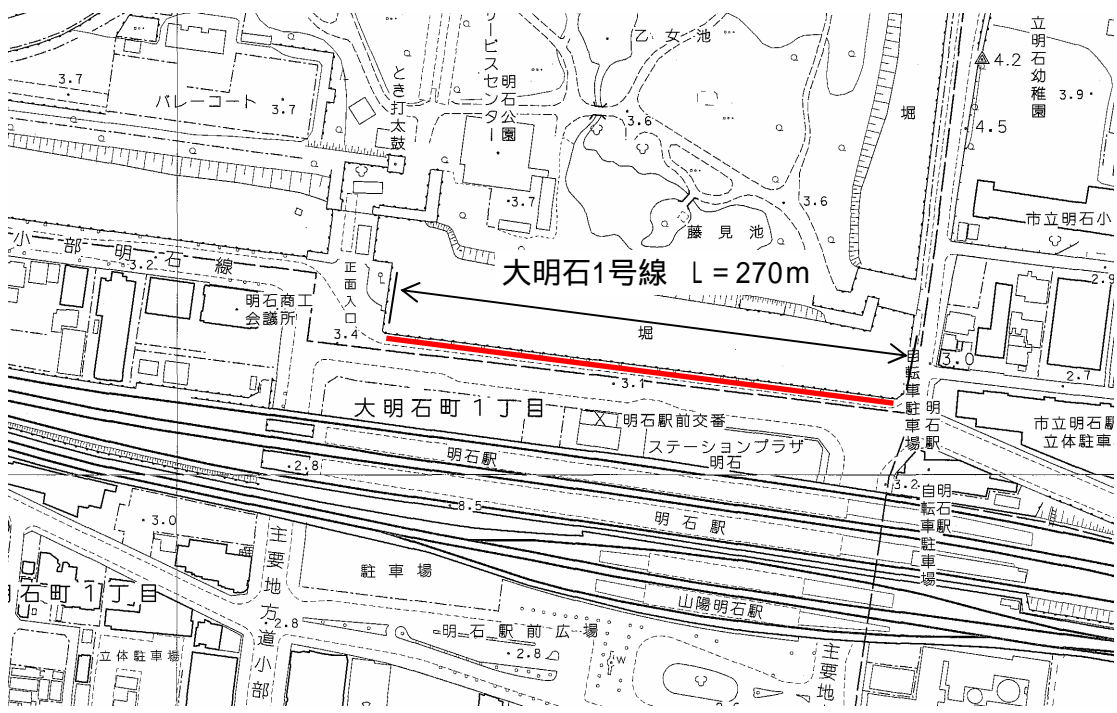 乙女池
サービスセンター
明石公園
とき打太鼓
バレーコート
3.7
3.7
3.6
堀
市立明石幼稚園
4.2
3.9
4.5
3.7
3.6
藤見池
市立明石小
小部明石線
3.2
正面入口
大明石1号線 L=270m
明石商工
会議所
3.4
堀
2.9
3.0
3.1
2.7
自転車駐車場
明石駅
大明石町1丁目
明石駅前交番
ステーションプラザ
明石
市立明石駅
立体駐車
明石駅
2.8
3.2
8.5
明石駅
自転車駐車場
明石駅
3.0
主要地方道小部
駐車場
山陽明石駅
石町1丁目
2.8
明石駅前広場
2.8
立体駐車場
W
主要地